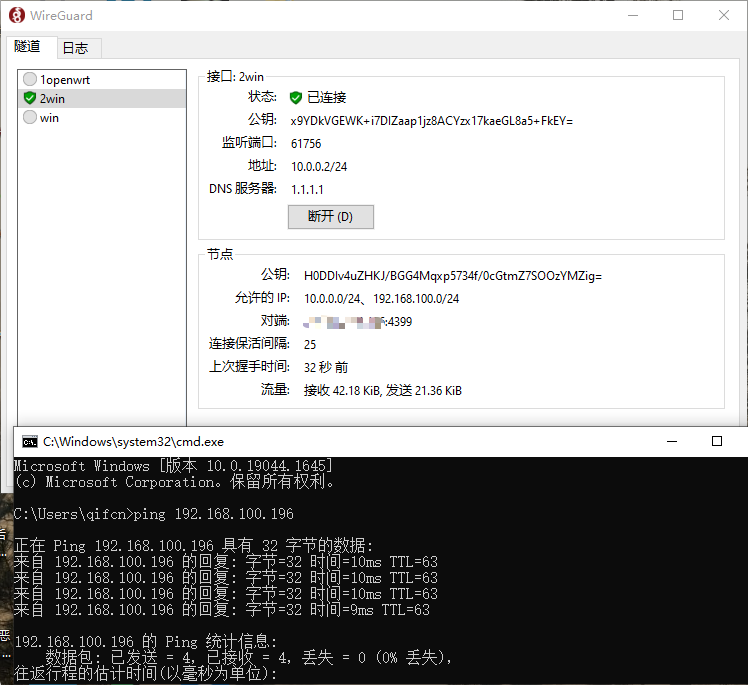 WireGuard
隧道 日志
1openwrt
2win
win
接口: 2win
状态: 已连接
公钥: x9YDkVGEWK+i7DIZaap1jz8ACYzx17kaeGL8a5+FkEY=
监听端口: 61756
地址: 10.0.0.2/24
DNS 服务器: 1.1.1.1
断开 (D)
节点
公钥: H0DDlv4uZHKJ/BGG4Mqxp5734f/0cGtmZ7SOOzYMZig=
允许的 IP: 10.0.0.0/24、192.168.100.0/24
对端: :4399
连接保活间隔: 25
上次握手时间: 32 秒 前
流量: 接收 42.18 KiB, 发送 21.36 KiB
C:\Windows\system32\cmd.exe
Microsoft Windows [版本 10.0.19044.1645]
(c) Microsoft Corporation。保留所有权利。
C:\Users\qifcn>ping 192.168.100.196
正在 Ping 192.168.100.196 具有 32 字节的数据:
来自 192.168.100.196 的回复: 字节=32 时间=10ms TTL=63
来自 192.168.100.196 的回复: 字节=32 时间=10ms TTL=63
来自 192.168.100.196 的回复: 字节=32 时间=10ms TTL=63
来自 192.168.100.196 的回复: 字节=32 时间=9ms TTL=63
192.168.100.196 的 Ping 统计信息:
数据包: 已发送 = 4，已接收 = 4，丢失 = 0 (0% 丢失)，
往返行程的估计时间(以毫秒为单位):